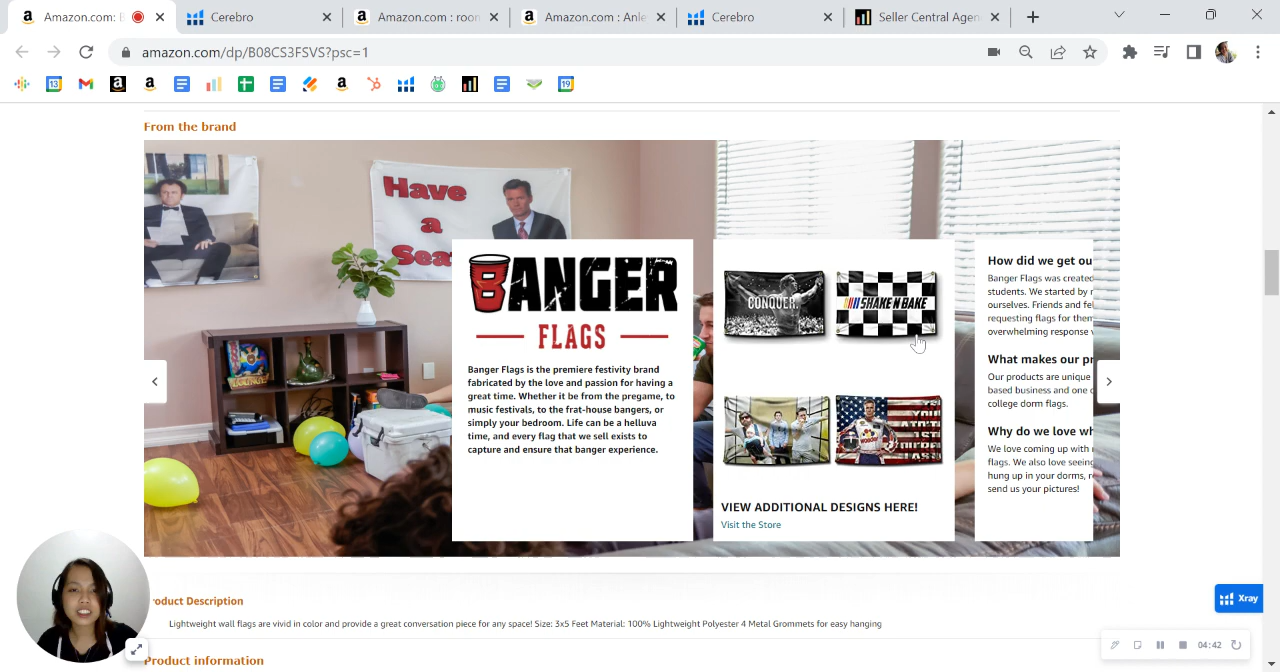 Amazon.com: B
Cerebro
Amazon.com : roon
Amazon.com : Anle
Cerebro
Seller Central Agen
amazon.com/dp/B08CS3FSVS?psc=1
13
19
From the brand
Have
a
Sea
BANGER
FLAGS
Banger Flags is the premiere festivity brand
fabricated by the love and passion for having a
great time. Whether it be from the pregame, to
music festivals, to the frat-house bangers, or
simply your bedroom. Life can be a helluva
time, and every flag that we sell exists to
capture and ensure that banger experience.
CONQUER.
SHAKE N BAKE
VIEW ADDITIONAL DESIGNS HERE!
Visit the Store
How did we get ou
Banger Flags was created
students. We started by
ourselves. Friends and fel
requesting flags for them
overwhelming response
What makes our pr
Our products are unique
based business and one
college dorm flags.
Why do we love wh
We love coming up with
flags. We also love seeing
hung up in your dorms, r
send us your pictures!
roduct Description
Lightweight wall flags are vivid in color and provide a great conversation piece for any space! Size: 3x5 Feet Material: 100% Lightweight Polyester 4 Metal Grommets for easy hanging
Product information
Xray
04:42